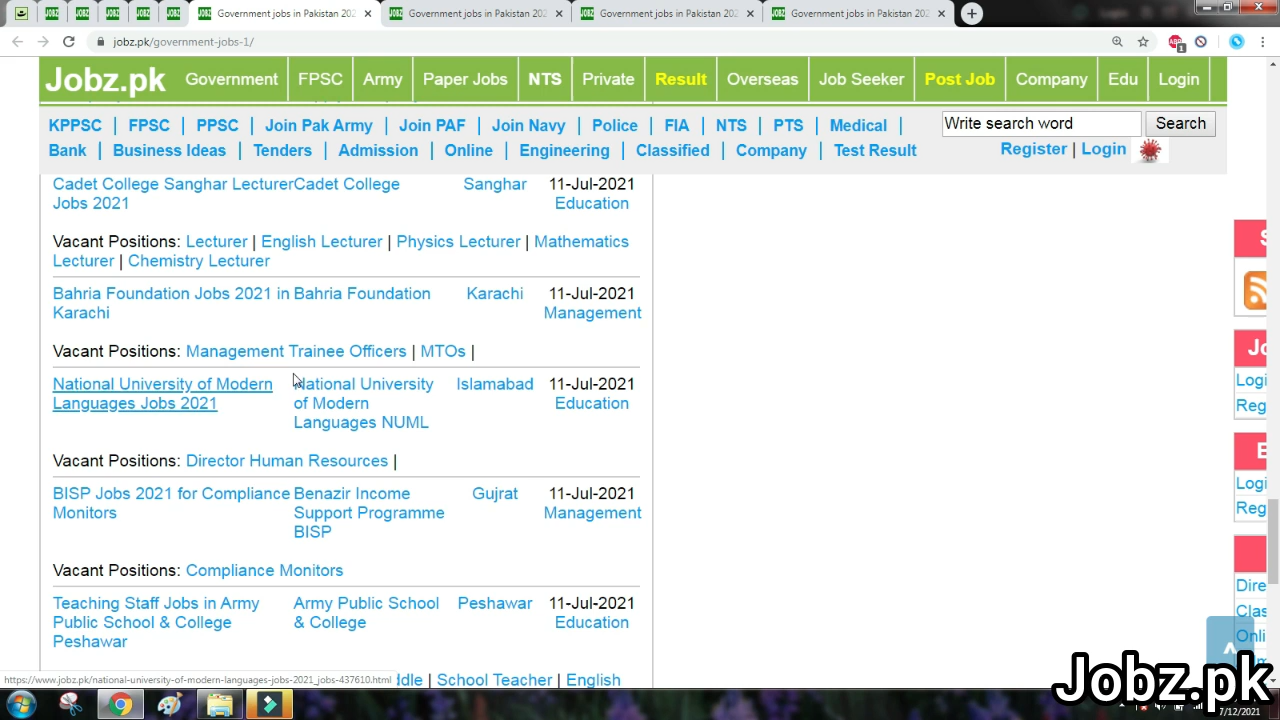 Government jobs in Pakistan 202
Government jobs in Pakistan 202
Government jobs in Pakistan 202
Government jobs in Pakistan 202
jobz.pk/government-jobs-1/
Jobz.pk Government FPSC Army Paper Jobs NTS Private Result Overseas Job Seeker Post Job Company Edu Login
KPPSC | FPSC | PPSC | Join Pak Army | Join PAF | Join Navy | Police | FIA | NTS | PTS | Medical |
Write search word Search
Bank | Business Ideas | Tenders | Admission | Online | Engineering | Classified | Company | Test Result
Register | Login
Cadet College Sanghar Lecturer Cadet College Sanghar 11-Jul-2021
Jobs 2021 Education
Vacant Positions: Lecturer | English Lecturer | Physics Lecturer | Mathematics
Lecturer | Chemistry Lecturer
Bahria Foundation Jobs 2021 in Bahria Foundation Karachi 11-Jul-2021
Karachi Management
Vacant Positions: Management Trainee Officers | MTOs |
National University of Modern National University Islamabad 11-Jul-2021
Languages Jobs 2021 of Modern Education
Languages NUML
Vacant Positions: Director Human Resources |
BISP Jobs 2021 for Compliance Benazir Income Gujrat 11-Jul-2021
Monitors Support Programme Management
BISP
Vacant Positions: Compliance Monitors
Teaching Staff Jobs in Army Army Public School Peshawar 11-Jul-2021
Public School & College & College Education
Peshawar
ddle | School Teacher | English
S
Jo
Logi
Reg
E
Logi
Reg
Dire
Clas
Onli
https://www.jobz.pk/national-university-of-modern-languages-jobs-2021_jobs-437610.html
Jobz.pk
7/12/2021